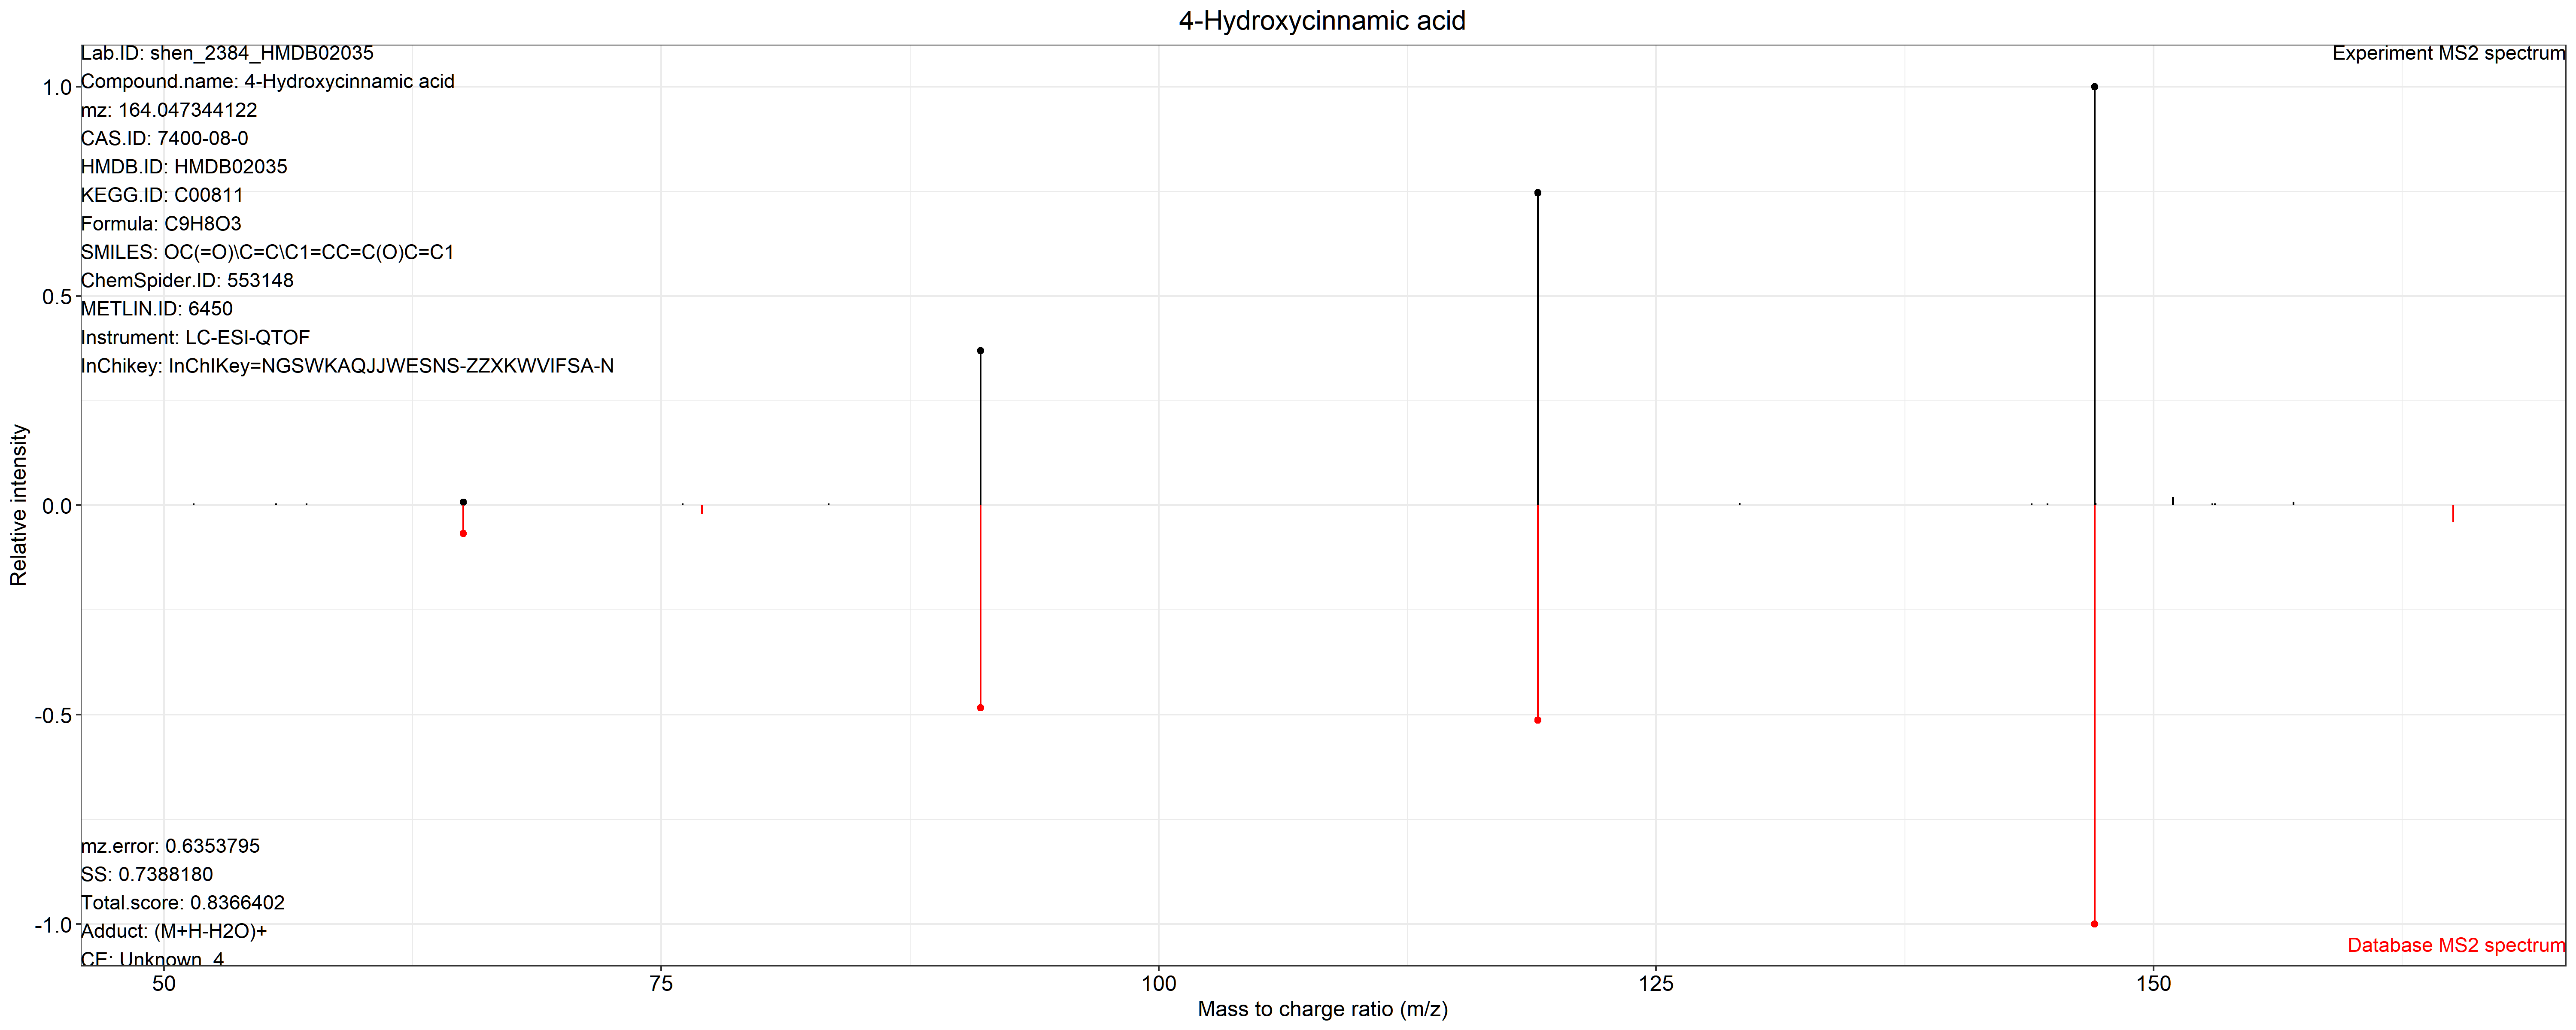 4-Hydroxycinnamic acid
Lab.ID: shen_2384_HMDB02035
Experiment MS2 spectrum
Compound.name: 4-Hydroxycinnamic acid
mz: 164.047344122
CAS.ID: 7400-08-0
HMDB.ID: HMDB02035
KEGG.ID: C00811
Formula: C9H8O3
SMILES: OC(=O)\C=C\C1=CC=C(O)C=C1
ChemSpider.ID: 553148
METLIN.ID: 6450
Instrument: LC-ESI-QTOF
InChikey: InChIKey=NGSWKAQJJWESNS-ZZXKWVIFSA-N
1.0
0.5
0.0
-0.5
-1.0
Relative intensity
mz.error: 0.6353795
SS: 0.7388180
Total.score: 0.8366402
Adduct: (M+H-H2O)+
CE: Unknown_4
Database MS2 spectrum
50 75 100 125 150
Mass to charge ratio (m/z)